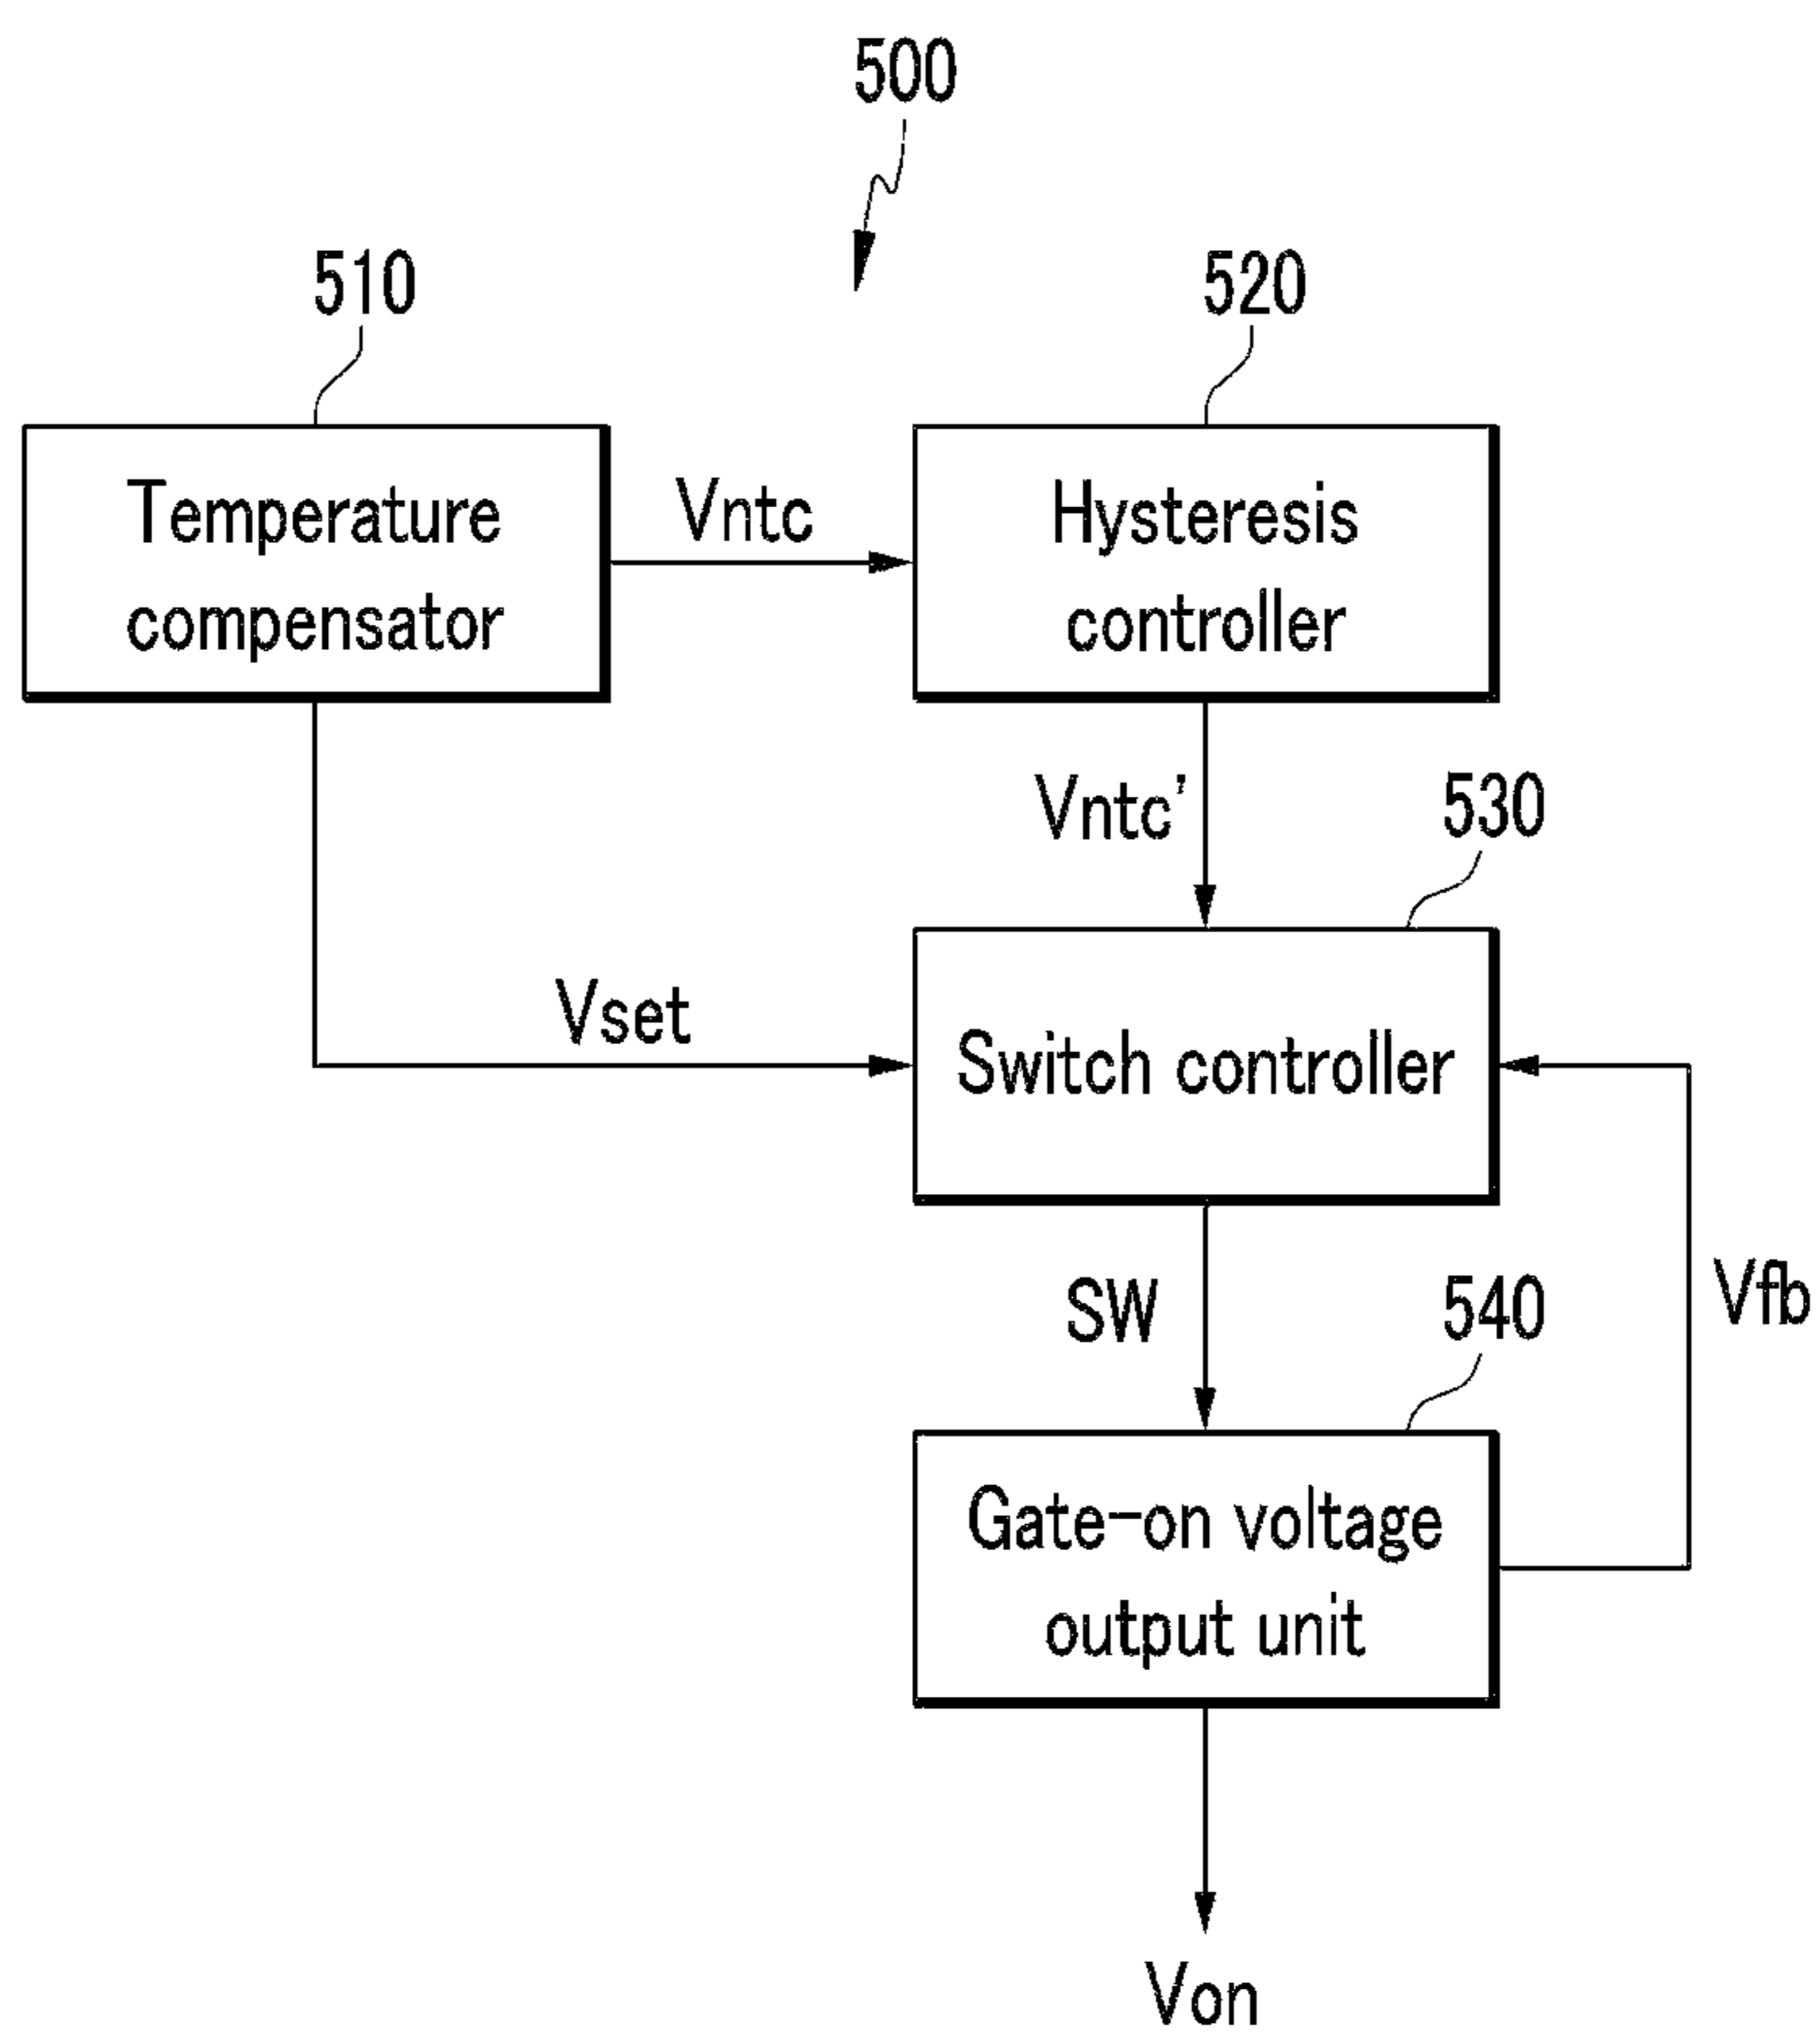 500
510
520
Temperature
compensator
Vntc
Hysteresis
controller
Vntc'
530
Vset
Switch controller
SW
540
Vfb
Gate-on voltage
output unit
Von